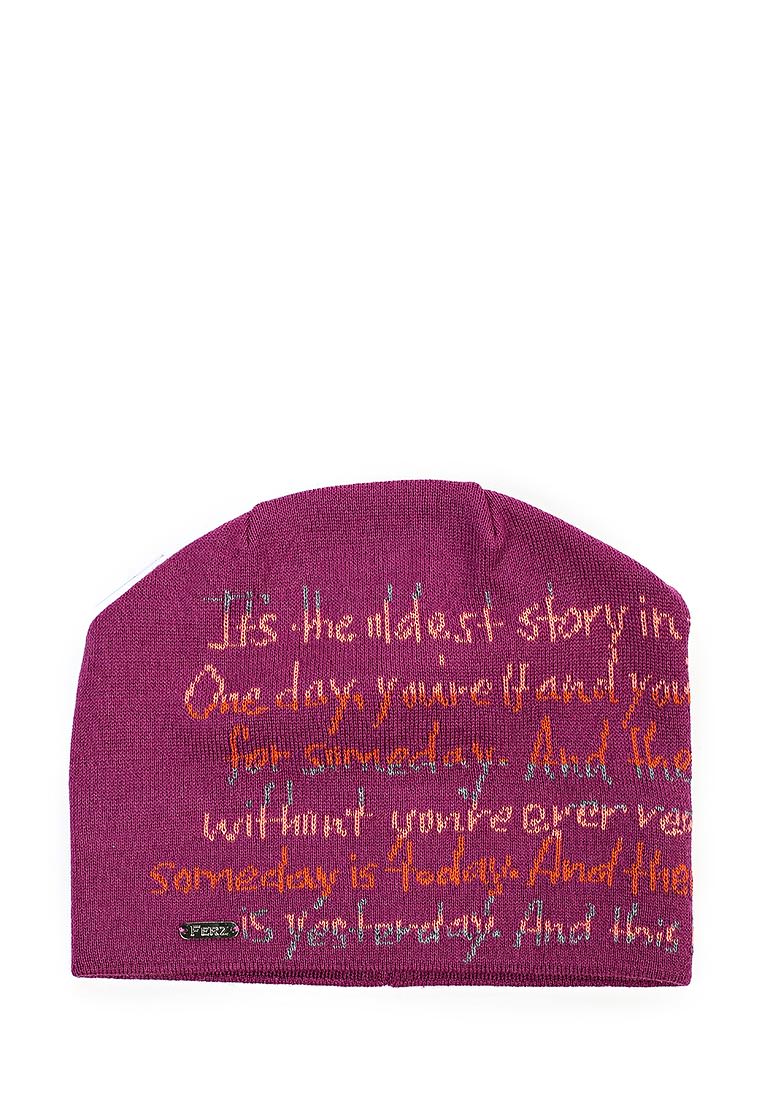 It's the oldest story in
One day, you're 17 and you
for someday. And the
without you're ever rea
someday is today. And the
is yesterday. And this
FERZ